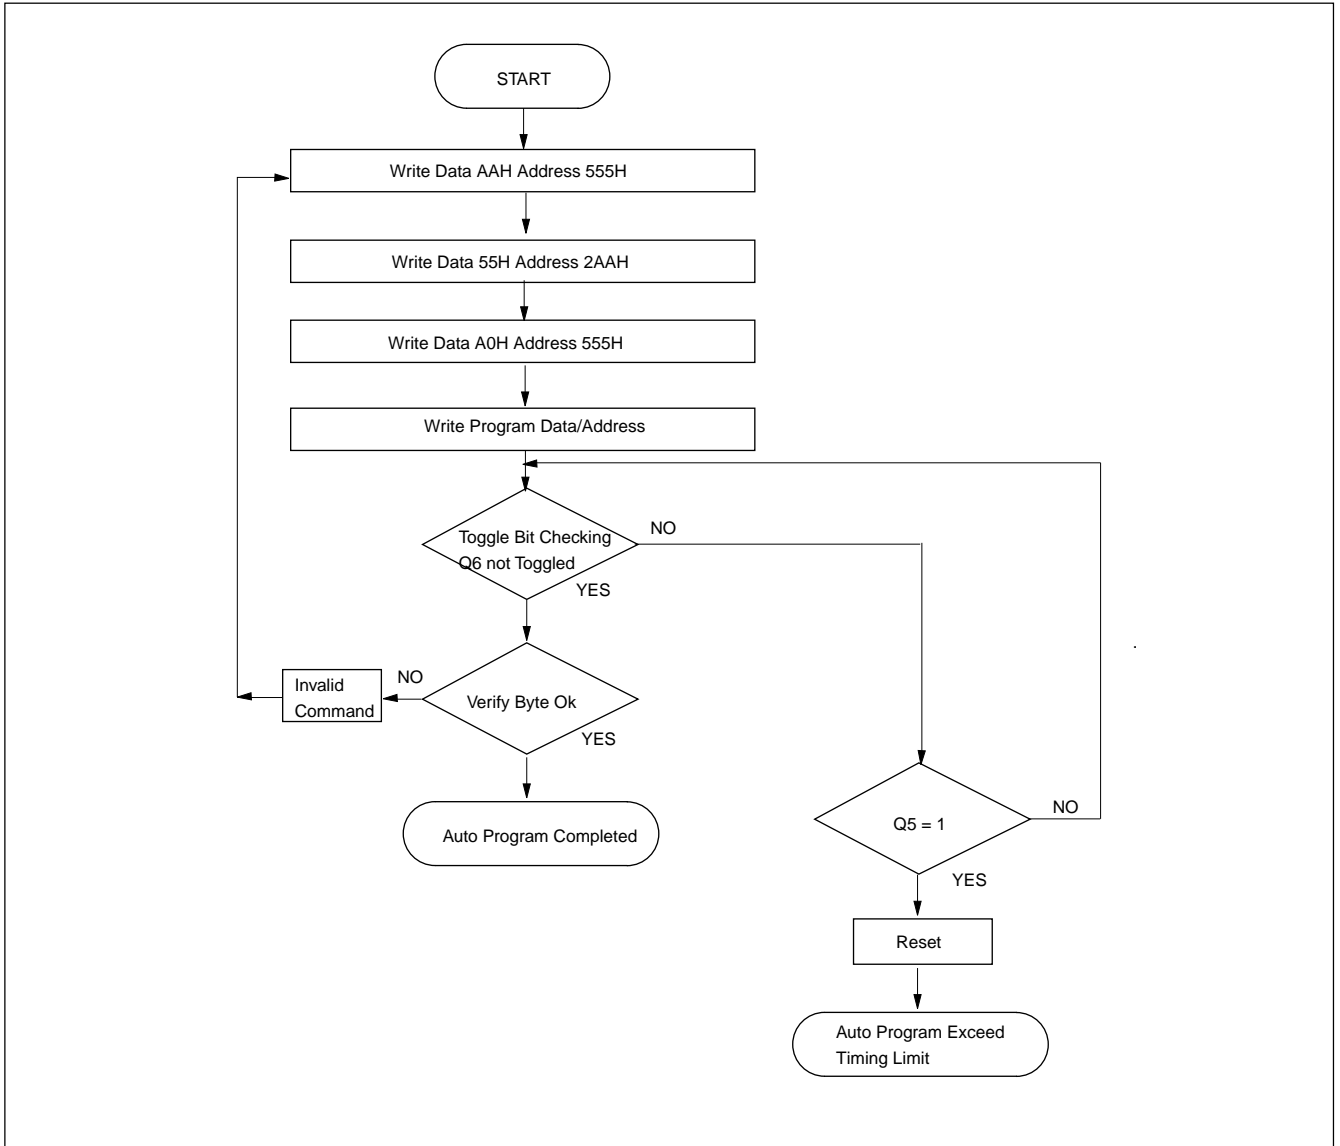 START
Write Data AAH Address 555H
Write Data 55H Address 2AAH
Write Data A0H Address 555H
Write Program Data/Address
Toggle Bit Checking
Q6 not Toggled
NO
YES
Invalid
Command
NO
Verify Byte Ok
YES
Auto Program Completed
Q5 = 1
NO
YES
Reset
Auto Program Exceed
Timing Limit